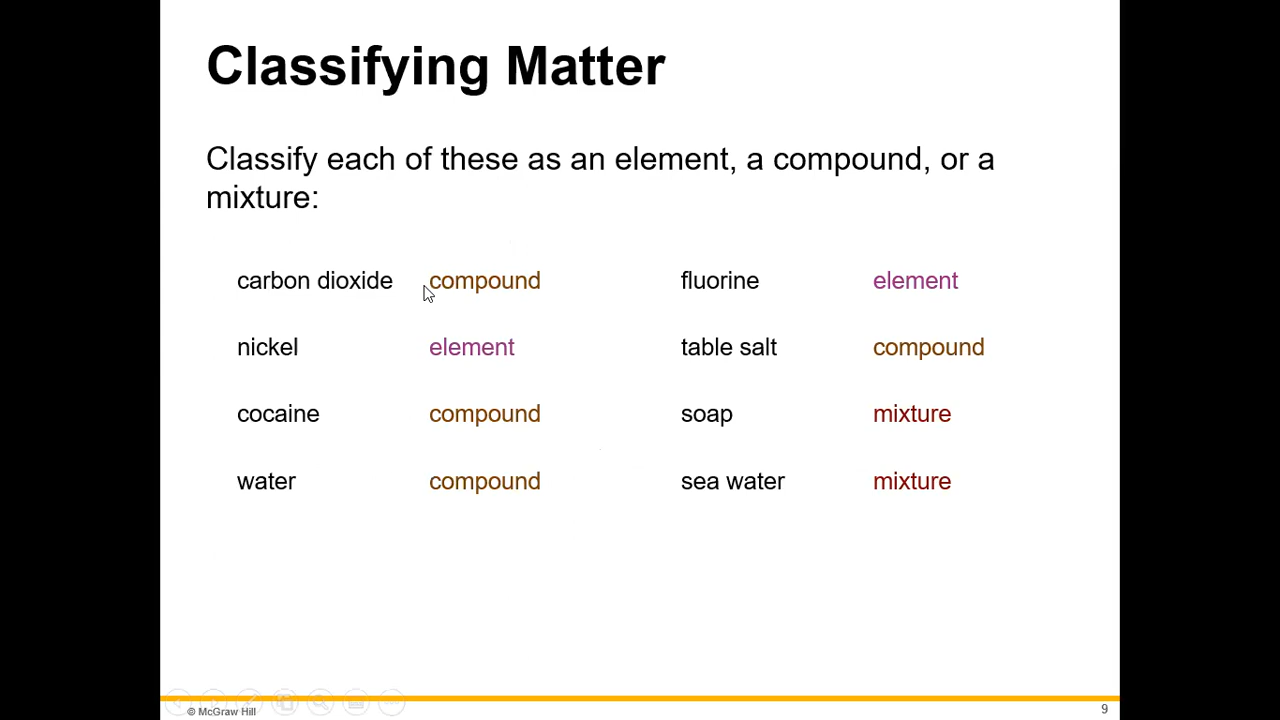 Classifying Matter
Classify each of these as an element, a compound, or a
mixture:
carbon dioxide compound fluorine element
nickel element table salt compound
cocaine compound soap mixture
water compound sea water mixture
© McGraw Hill 9